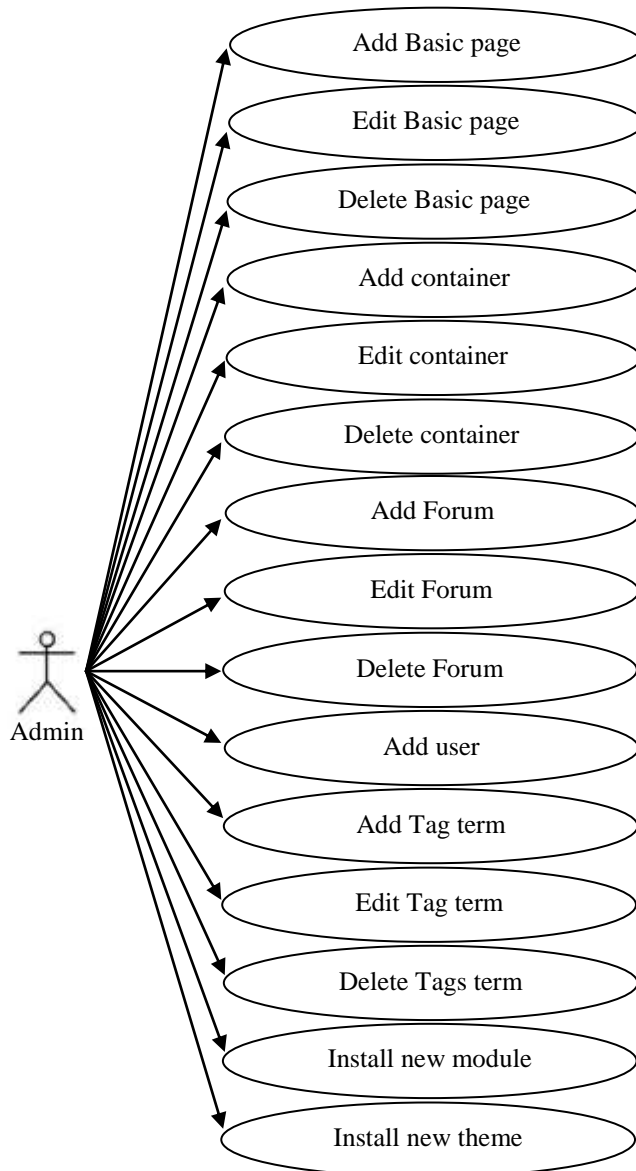 Add Basic page
Edit Basic page
Delete Basic page
Add container
Edit container
Delete container
Add Forum
Edit Forum
Delete Forum
Admin
Add user
Add Tag term
Edit Tag term
Delete Tags term
Install new module
Install new theme